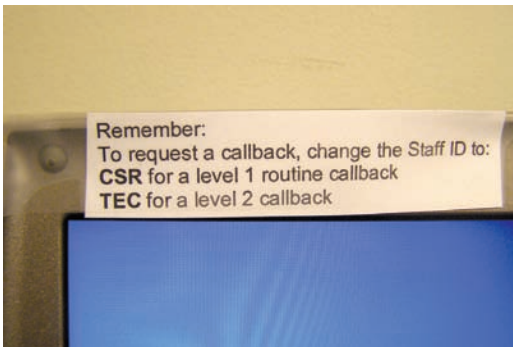 Remember:
To request a callback, change the Staff ID to:
CSR for a level 1 routine callback
TEC for a level 2 callback